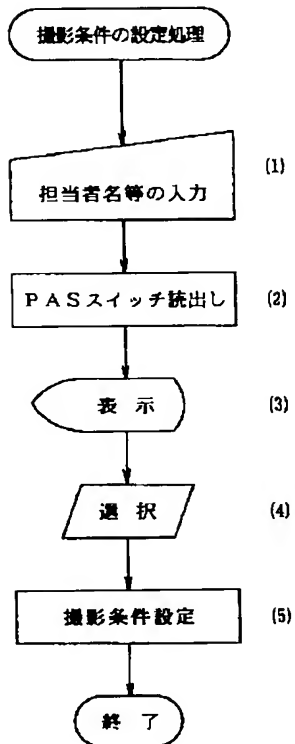 撮影条件の設定処理
担当者名等の入力
(1)
PASスイッチ読出し
(2)
表示
(3)
選択
(4)
撮影条件設定
(5)
終了